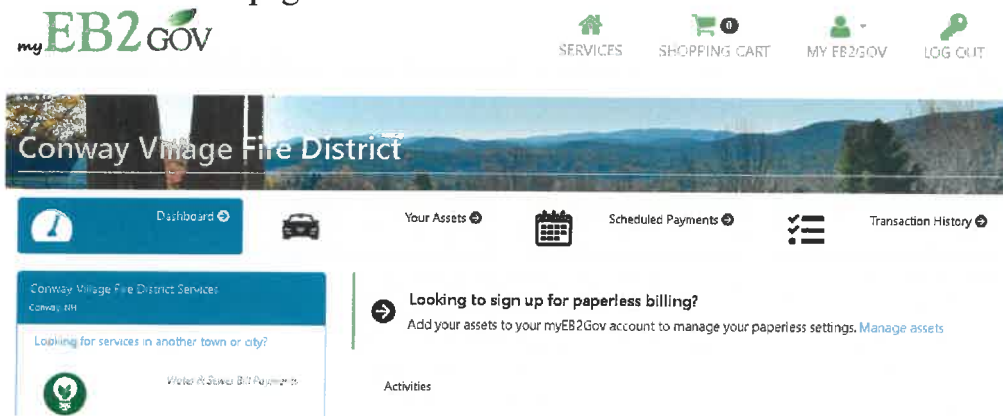 myEB2GOV
SERVICES
SHOPPING CART 0
MY EB2GOV
LOG OUT
Conway Village Fire District
Dashboard
Your Assets
Scheduled Payments
Transaction History
Conway Village Fire District Services
Conway, NH
Looking for services in another town or city?
Water & Sewer Bill Payments
Looking to sign up for paperless billing?
Add your assets to your myEB2Gov account to manage your paperless settings. Manage assets
Activities